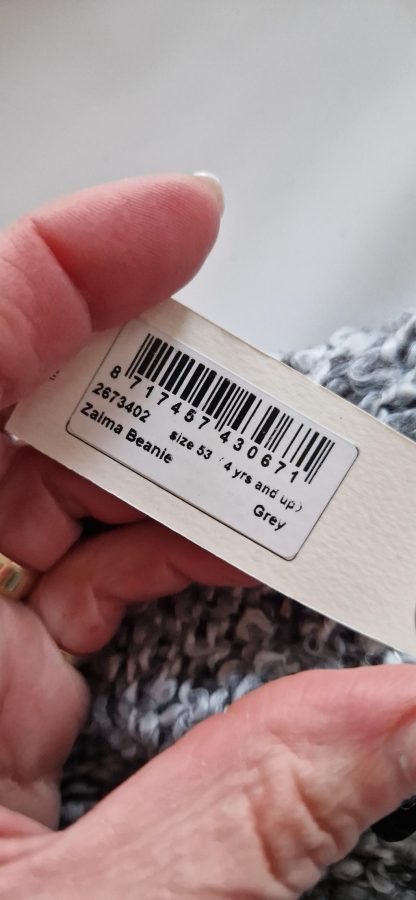 8 717457 430671
2673402 size 53 (4 yrs and up)
Zalma Beanie Grey